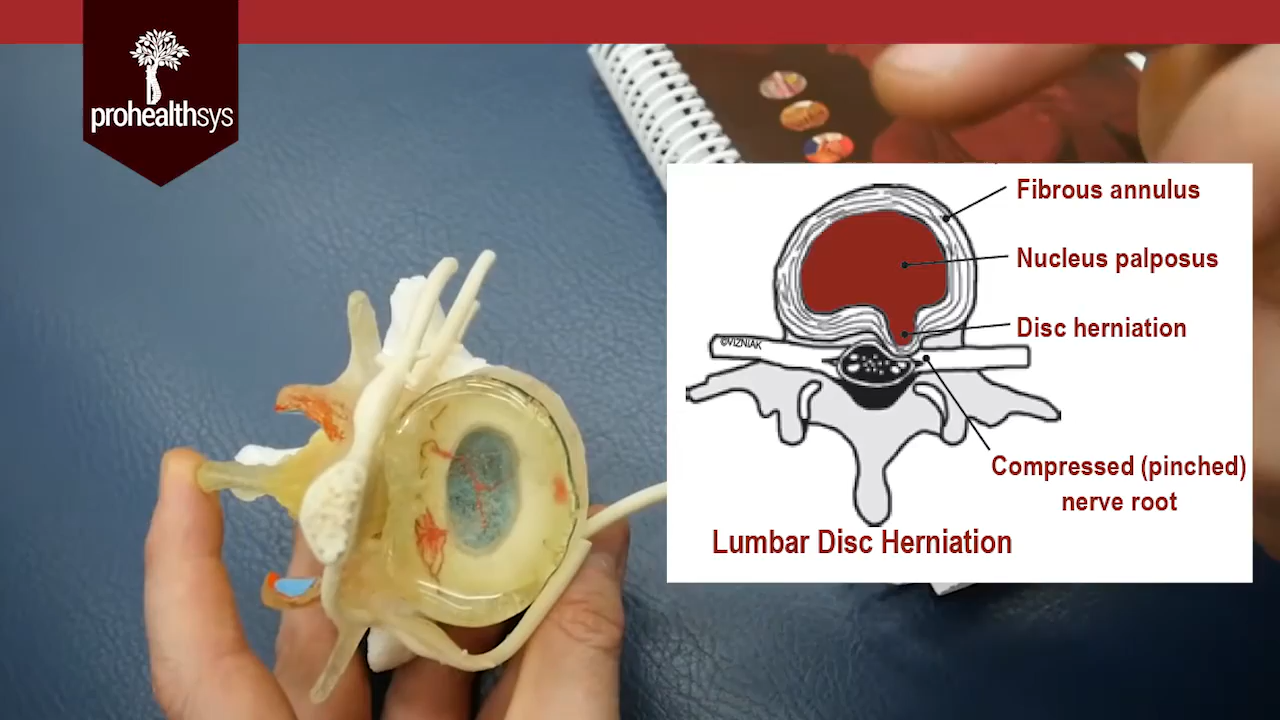 prohealthsys
Fibrous annulus
Nucleus palposus
Disc herniation
©VIZNIAK
Compressed (pinched)
nerve root
Lumbar Disc Herniation